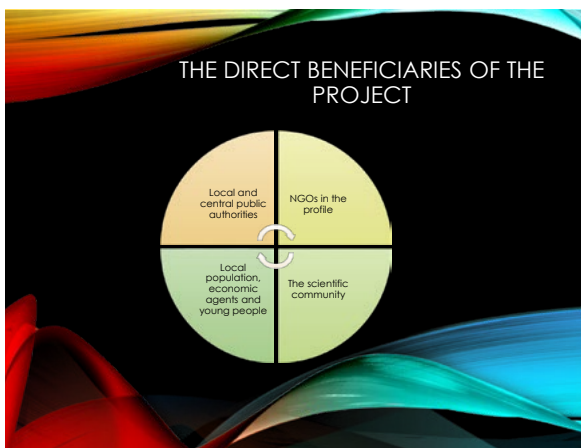 THE DIRECT BENEFICIARIES OF THE
PROJECT
Local and
central public
authorities
NGOs in the
profile
Local
population,
economic
agents and
young people
The scientific
community